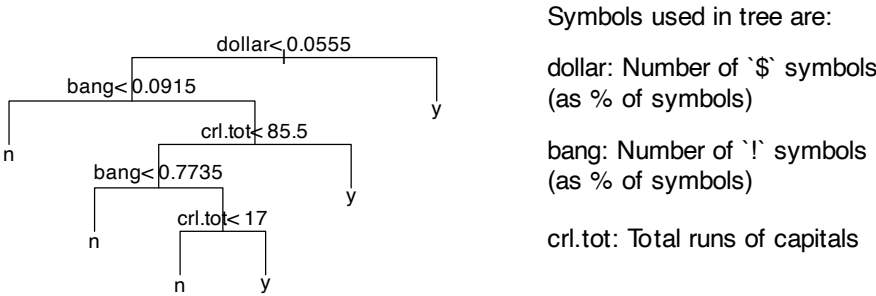 dollar< 0.0555
bang< 0.0915
y
crl.tot< 85.5
n
bang< 0.7735
y
crl.tot< 17
n
n
y
Symbols used in tree are:
dollar: Number of `$` symbols
(as % of symbols)
bang: Number of `!` symbols
(as % of symbols)
crl.tot: Total runs of capitals